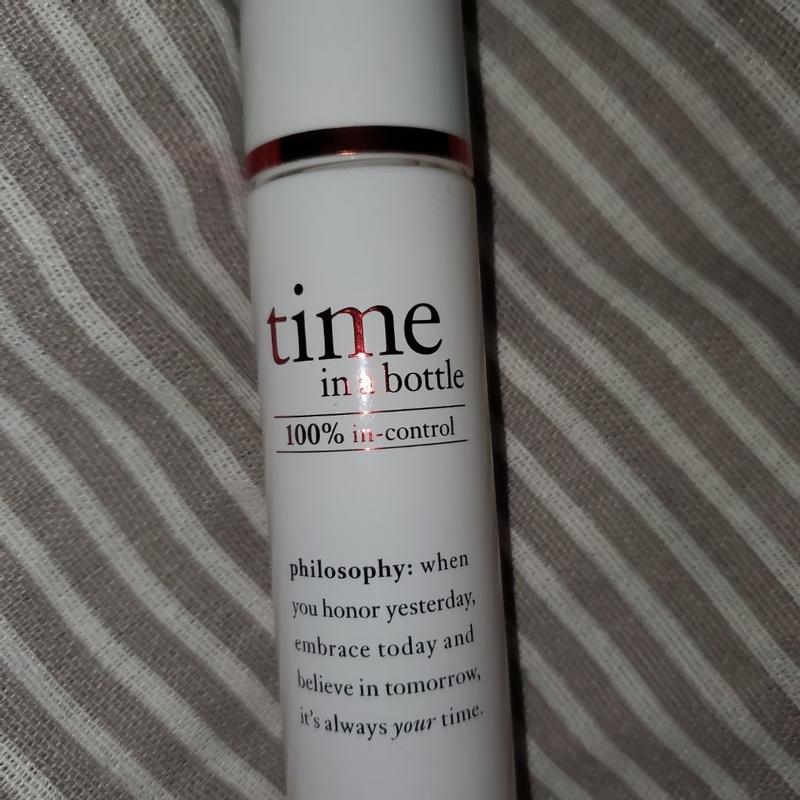 time
in a bottle
100% in-control
philosophy: when
you honor yesterday,
embrace today and
believe in tomorrow,
it's always your time.